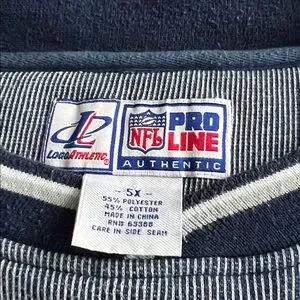 LOGO ATHLETIC
NFL
PRO
LINE
AUTHENTIC
- 5X -
55% POLYESTER
45% COTTON
MADE IN CHINA
RN# 63386
CARE IN SIDE SEAM